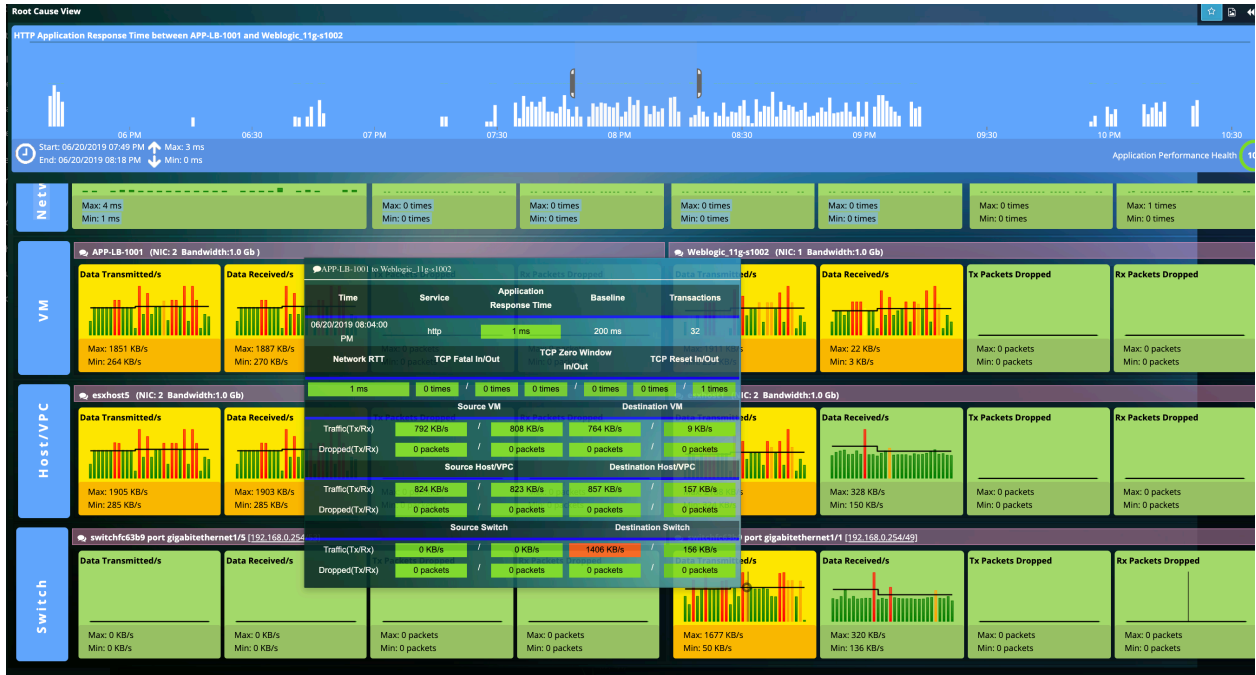 Root Cause View
HTTP Application Response Time between APP-LB-1001 and Weblogic_11g-s1002
06 PM 06:30 07 PM 07:30 08 PM 08:30 09 PM 09:30 10 PM 10:30
Start: 06/20/2019 07:49 PM Max: 3 ms
End: 06/20/2019 08:18 PM Min: 0 ms
Application Performance Health 10
Netw
Max: 4 ms Max: 0 times Max: 0 times Max: 0 times Max: 0 times Max: 0 times Max: 1 times
Min: 1 ms Min: 0 times Min: 0 times Min: 0 times Min: 0 times Min: 0 times Min: 0 times
VM
APP-LB-1001 (NIC: 2 Bandwidth:1.0 Gb )
Weblogic_11g-s1002 (NIC: 1 Bandwidth:1.0 Gb)
Data Transmitted/s Data Received/s Rx Packets Dropped Data Transmitted/s Data Received/s Tx Packets Dropped Rx Packets Dropped
Max: 1851 KB/s Max: 1887 KB/s Max: 22 KB/s Max: 0 packets Max: 0 packets
Min: 264 KB/s Min: 270 KB/s Min: 3 KB/s Min: 0 packets Min: 0 packets
APP-LB-1001 to Weblogic_11g-s1002
Time Service Application Response Time Baseline Transactions
06/20/2019 08:04:00 PM http 1 ms 200 ms 32
Network RTT TCP Fatal In/Out TCP Zero Window In/Out TCP Reset In/Out
1 ms 0 times / 0 times 0 times / 0 times 0 times / 1 times
Source VM Destination VM
Traffic(Tx/Rx) 792 KB/s / 808 KB/s 764 KB/s / 9 KB/s
Dropped(Tx/Rx) 0 packets / 0 packets 0 packets / 0 packets
Source Host/VPC Destination Host/VPC
Traffic(Tx/Rx) 824 KB/s / 823 KB/s 857 KB/s / 157 KB/s
Dropped(Tx/Rx) 0 packets / 0 packets 0 packets / 0 packets
Source Switch Destination Switch
Traffic(Tx/Rx) 0 KB/s / 0 KB/s 1406 KB/s / 156 KB/s
Dropped(Tx/Rx) 0 packets / 0 packets 0 packets / 0 packets
Host/VPC
esxhost5 (NIC: 2 Bandwidth:1.0 Gb)
IC: 2 Bandwidth:1.0 Gb)
Data Transmitted/s Data Received/s Data Received/s Tx Packets Dropped Rx Packets Dropped
Max: 1905 KB/s Max: 1903 KB/s Max: 328 KB/s Max: 0 packets Max: 0 packets
Min: 285 KB/s Min: 285 KB/s Min: 150 KB/s Min: 0 packets Min: 0 packets
Switch
switchfc63b9 port gigabitethernet1/5 [192.168.0.254
port gigabitethernet1/1 [192.168.0.254/49]
Data Transmitted/s Data Received/s Data Received/s Tx Packets Dropped Rx Packets Dropped
Max: 0 KB/s Max: 0 KB/s Max: 0 packets Max: 0 packets Max: 1677 KB/s Max: 320 KB/s Max: 0 packets Max: 0 packets
Min: 0 KB/s Min: 0 KB/s Min: 0 packets Min: 0 packets Min: 50 KB/s Min: 136 KB/s Min: 0 packets Min: 0 packets